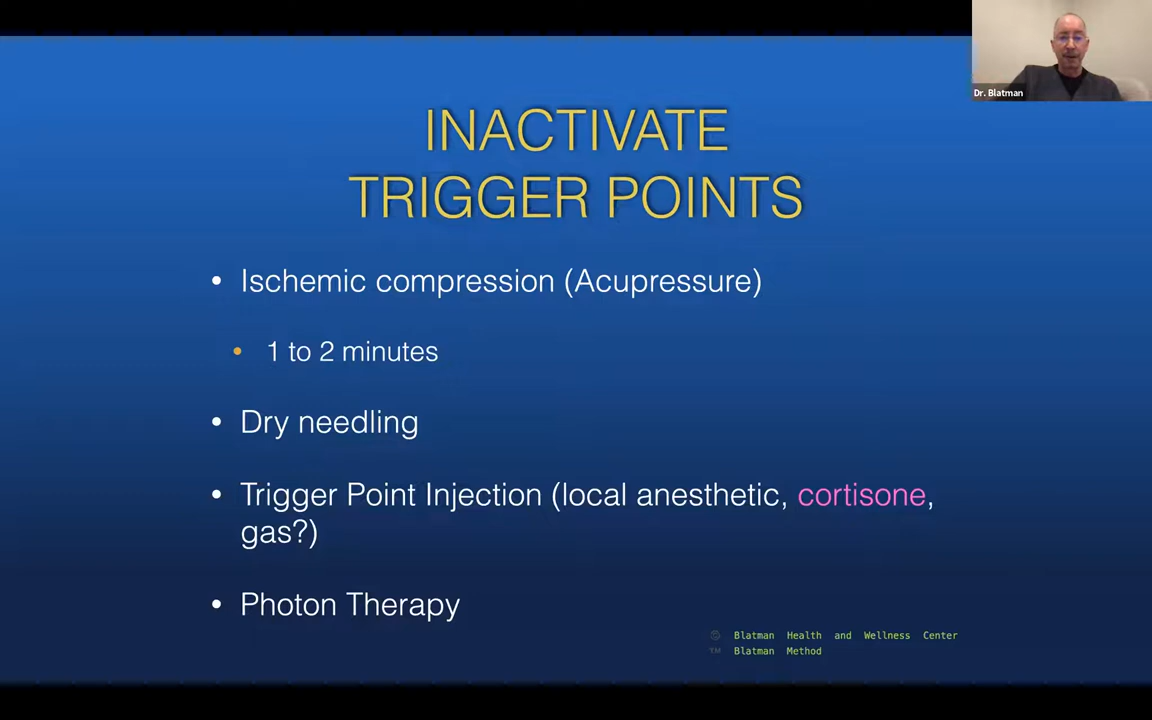 Dr. Blatman
INACTIVATE
TRIGGER POINTS
• Ischemic compression (Acupressure)
• 1 to 2 minutes
• Dry needling
• Trigger Point Injection (local anesthetic, cortisone,
gas?)
• Photon Therapy
© Blatman Health and Wellness Center
™ Blatman Method